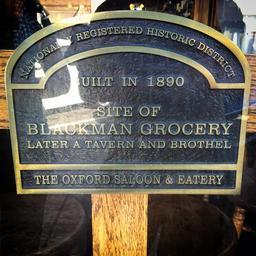 NATIONALLY REGISTERED HISTORIC DISTRICT
BUILT IN 1890
SITE OF
BLACKMAN GROCERY
LATER A TAVERN AND BROTHEL
THE OXFORD SALOON & EATERY